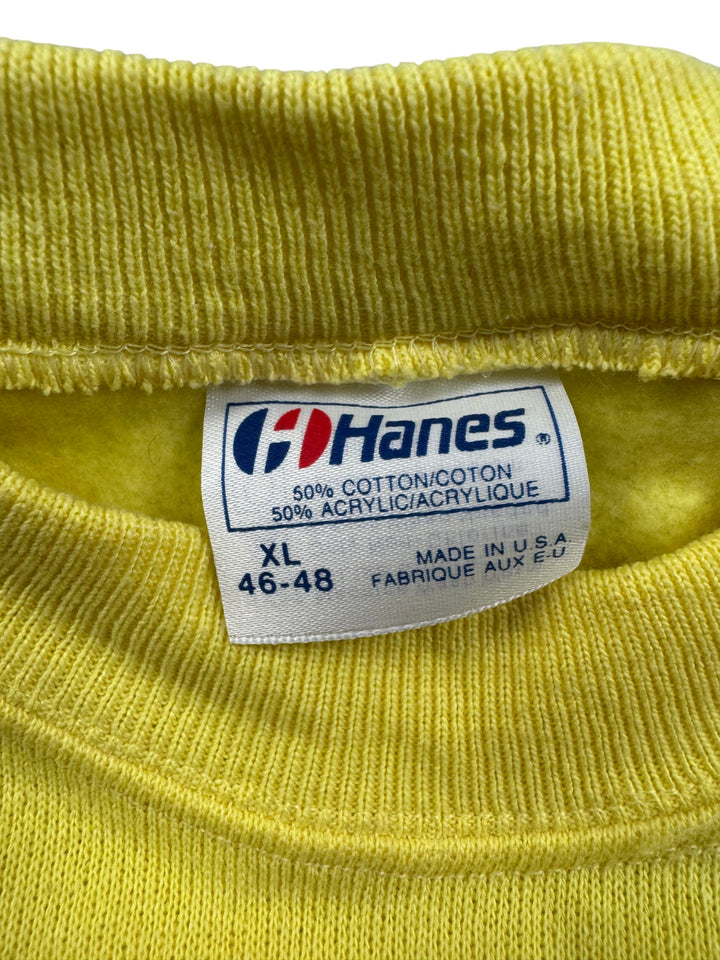 Hanes®
50% COTTON/COTON
50% ACRYLIC/ACRYLIQUE
XL
46-48
MADE IN U.S.A
FABRIQUE AUX E-U